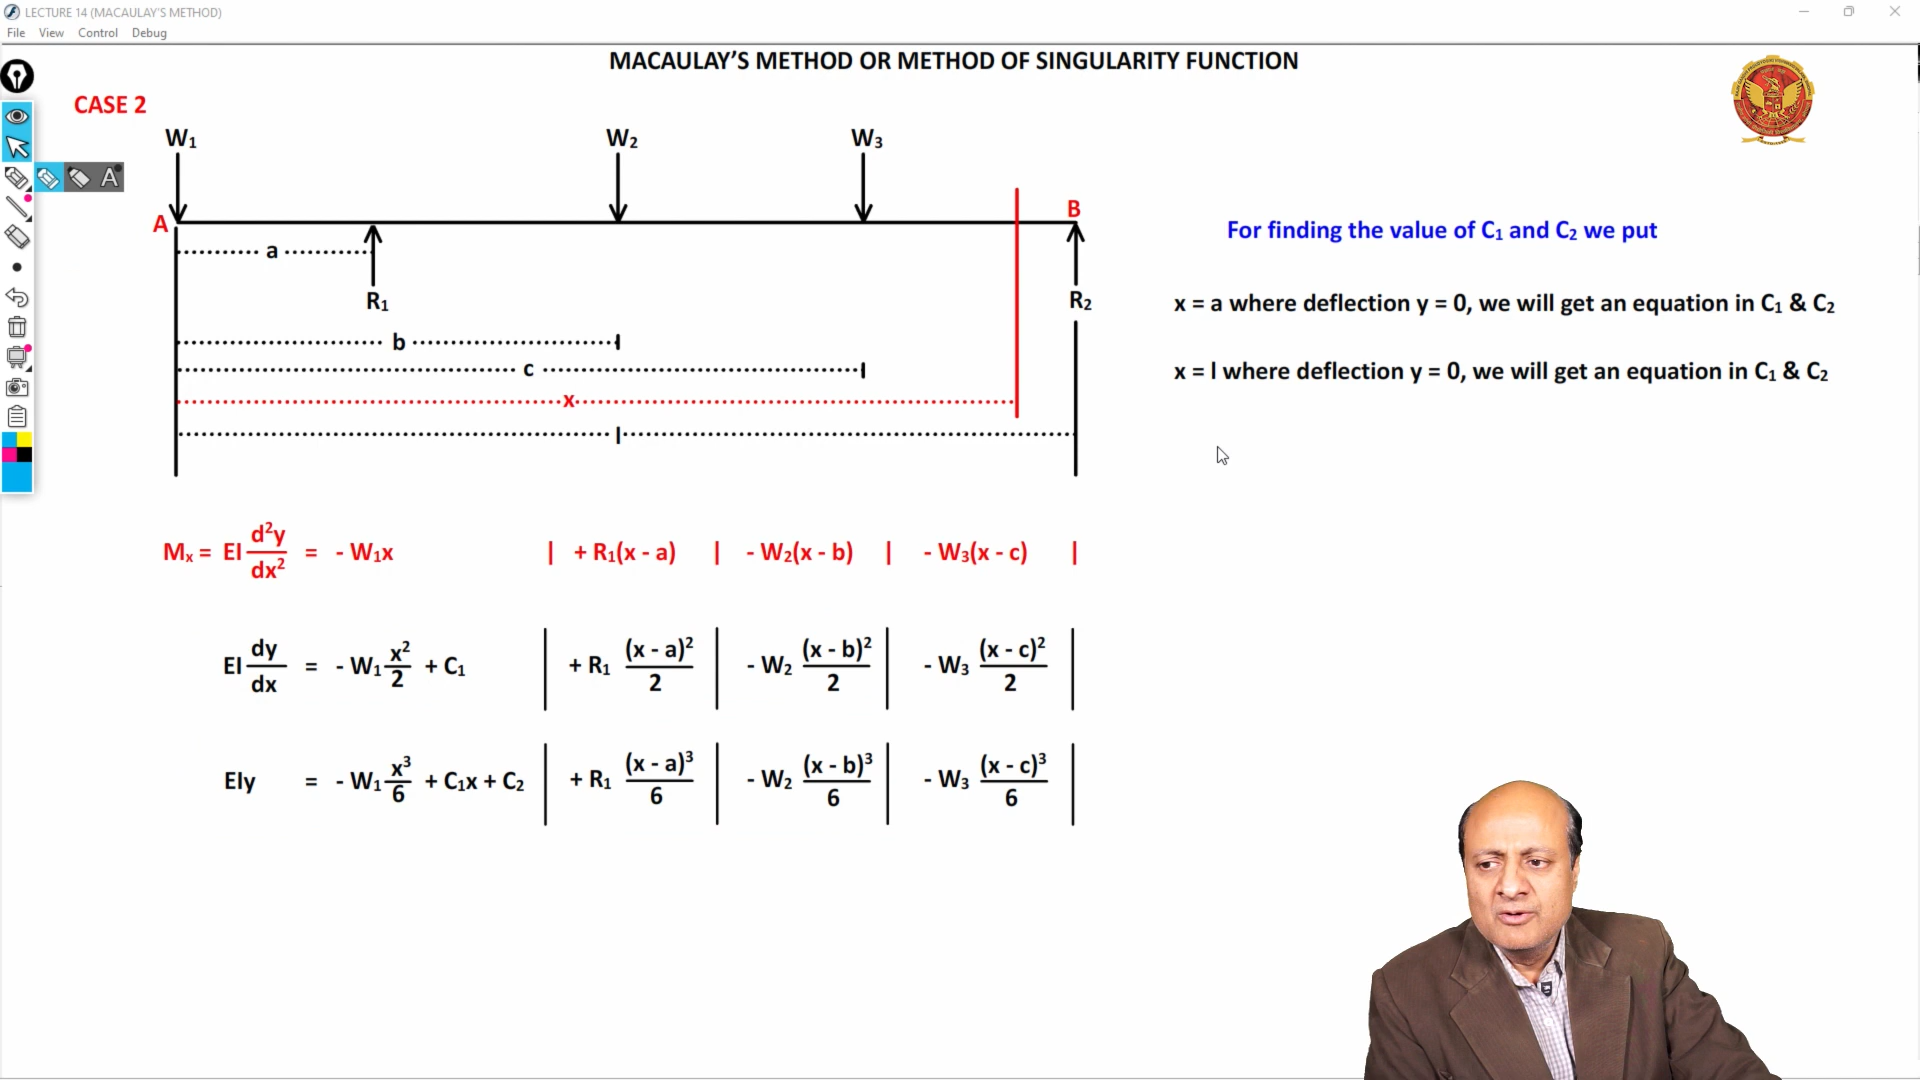 LECTURE 14 (MACAULAY'S METHOD)
File View Control Debug
MACAULAY’S METHOD OR METHOD OF SINGULARITY FUNCTION
CASE 2
W₁ W₂ W₃
A B
a
R₁ R₂
b
c
x
l
For finding the value of C₁ and C₂ we put
x = a where deflection y = 0, we will get an equation in C₁ & C₂
x = l where deflection y = 0, we will get an equation in C₁ & C₂
Mₓ = EI d²y/dx² = - W₁x | + R₁(x - a) | - W₂(x - b) | - W₃(x - c) |
EI dy/dx = - W₁ x²/2 + C₁ | + R₁ (x - a)²/2 | - W₂ (x - b)²/2 | - W₃ (x - c)²/2 |
EIy = - W₁ x³/6 + C₁x + C₂ | + R₁ (x - a)³/6 | - W₂ (x - b)³/6 | - W₃ (x - c)³/6 |
A